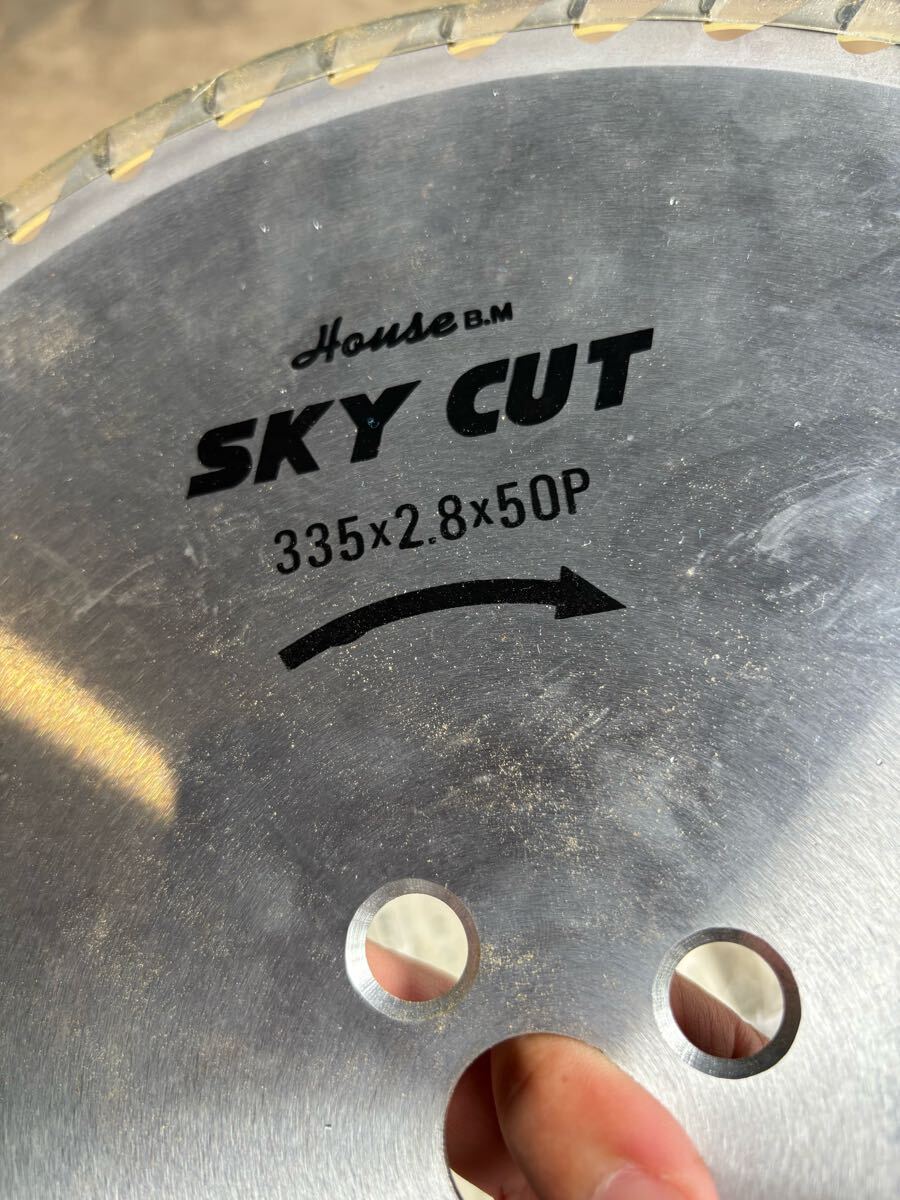 House B.M
SKY CUT
335x2.8x50P